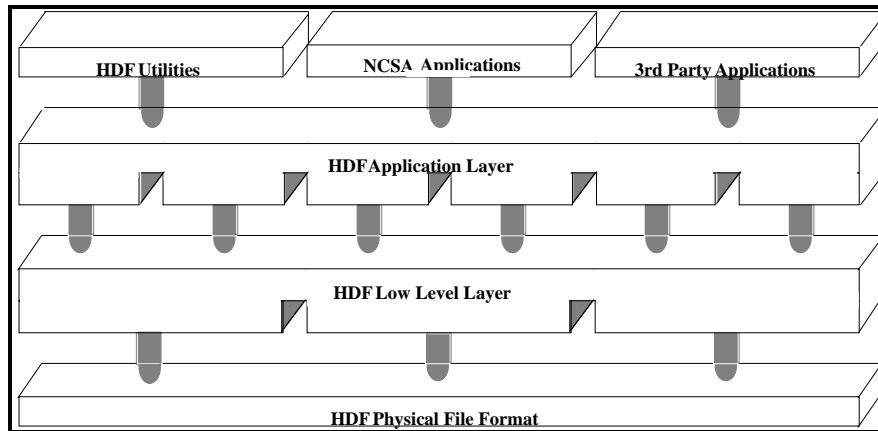 HDF Utilities
NCSA Applications
3rd Party Applications
HDF Application Layer
HDF Low Level Layer
HDF Physical File Format